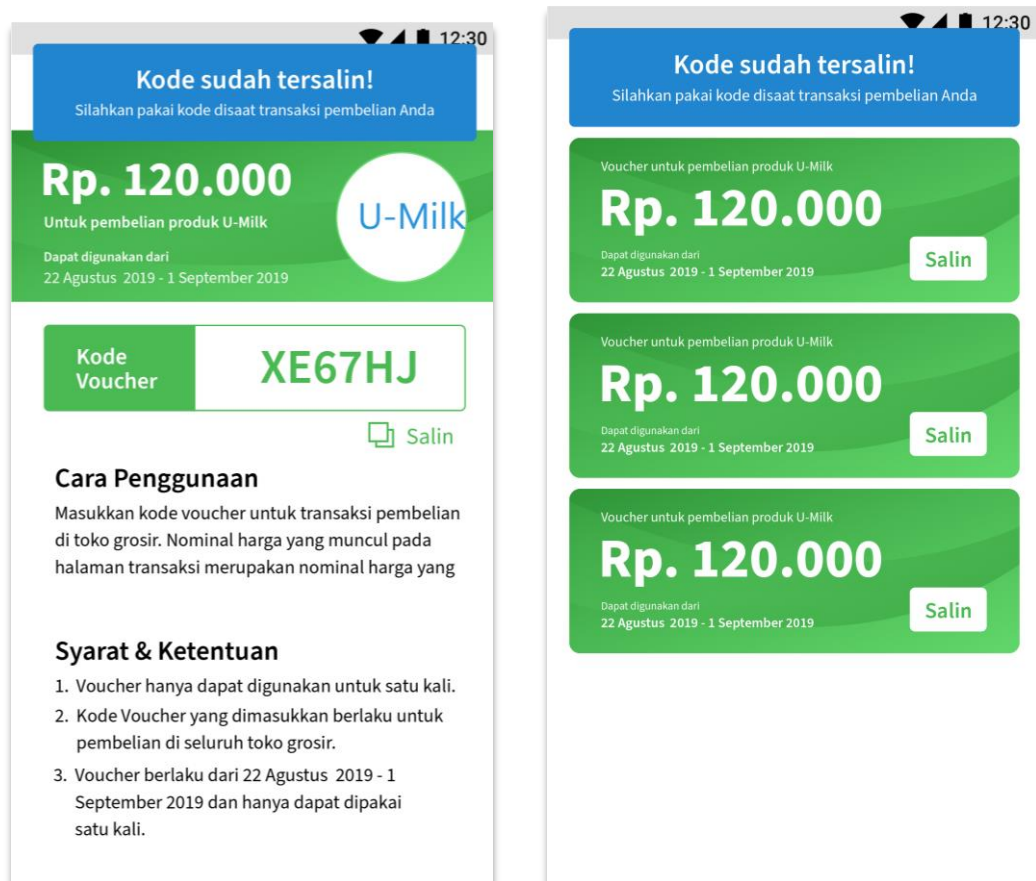 12:30
Kode sudah tersalin!
Silahkan pakai kode disaat transaksi pembelian Anda
Rp. 120.000
Untuk pembelian produk U-Milk
Dapat digunakan dari
22 Agustus 2019 - 1 September 2019
U-Milk
Kode
Voucher
XE67HJ
Salin
Cara Penggunaan
Masukkan kode voucher untuk transaksi pembelian
di toko grosir. Nominal harga yang muncul pada
halaman transaksi merupakan nominal harga yang
Syarat & Ketentuan
1. Voucher hanya dapat digunakan untuk satu kali.
2. Kode Voucher yang dimasukkan berlaku untuk
pembelian di seluruh toko grosir.
3. Voucher berlaku dari 22 Agustus 2019 - 1
September 2019 dan hanya dapat dipakai
satu kali.
12:30
Kode sudah tersalin!
Silahkan pakai kode disaat transaksi pembelian Anda
Voucher untuk pembelian produk U-Milk
Rp. 120.000
Dapat digunakan dari
22 Agustus 2019 - 1 September 2019
Salin
Voucher untuk pembelian produk U-Milk
Rp. 120.000
Dapat digunakan dari
22 Agustus 2019 - 1 September 2019
Salin
Voucher untuk pembelian produk U-Milk
Rp. 120.000
Dapat digunakan dari
22 Agustus 2019 - 1 September 2019
Salin